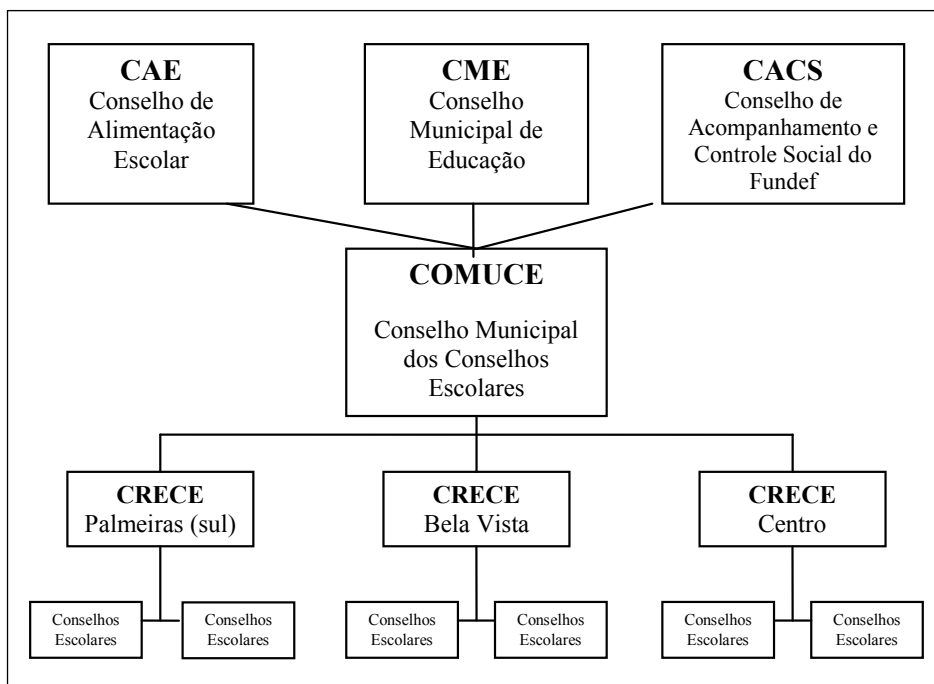 CAE
Conselho de
Alimentação
Escolar
CME
Conselho
Municipal de
Educação
CACS
Conselho de
Acompanhamento e
Controle Social do
Fundef
COMUCE
Conselho Municipal
dos Conselhos
Escolares
CRECE
Palmeiras (sul)
CRECE
Bela Vista
CRECE
Centro
Conselhos
Escolares
Conselhos
Escolares
Conselhos
Escolares
Conselhos
Escolares
Conselhos
Escolares
Conselhos
Escolares